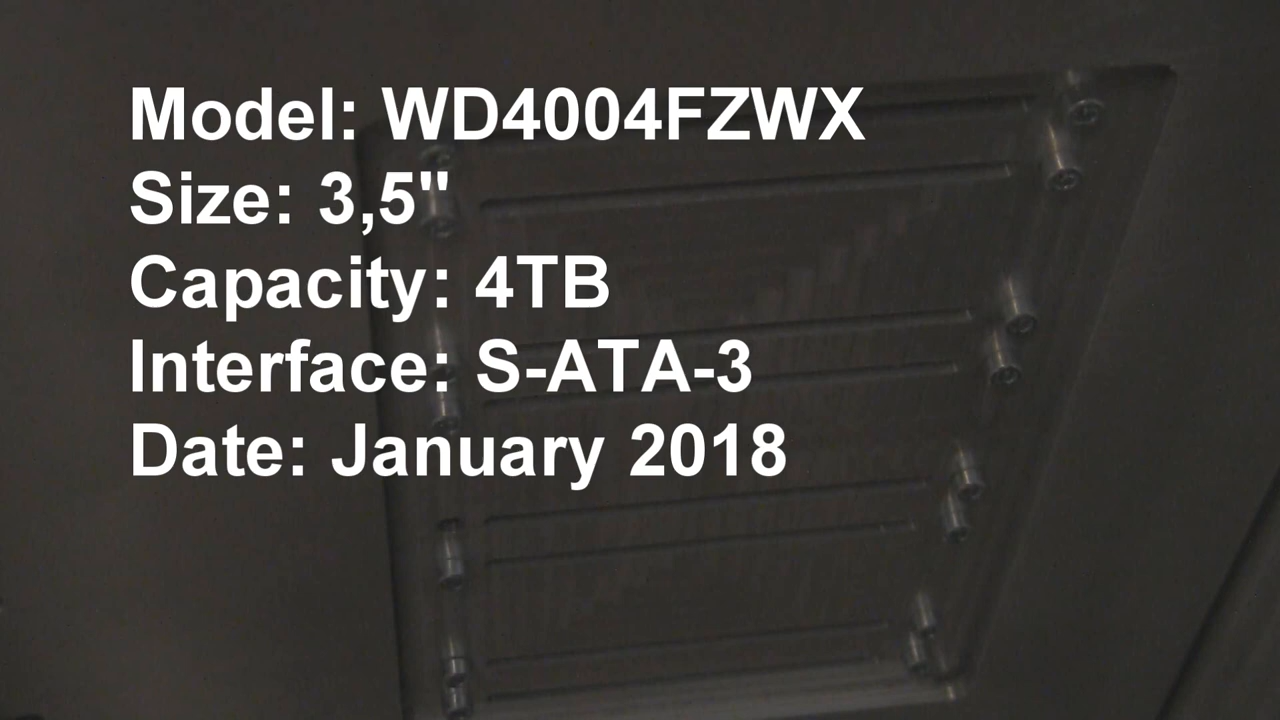 Model: WD4004FZWX
Size: 3,5"
Capacity: 4TB
Interface: S-ATA-3
Date: January 2018